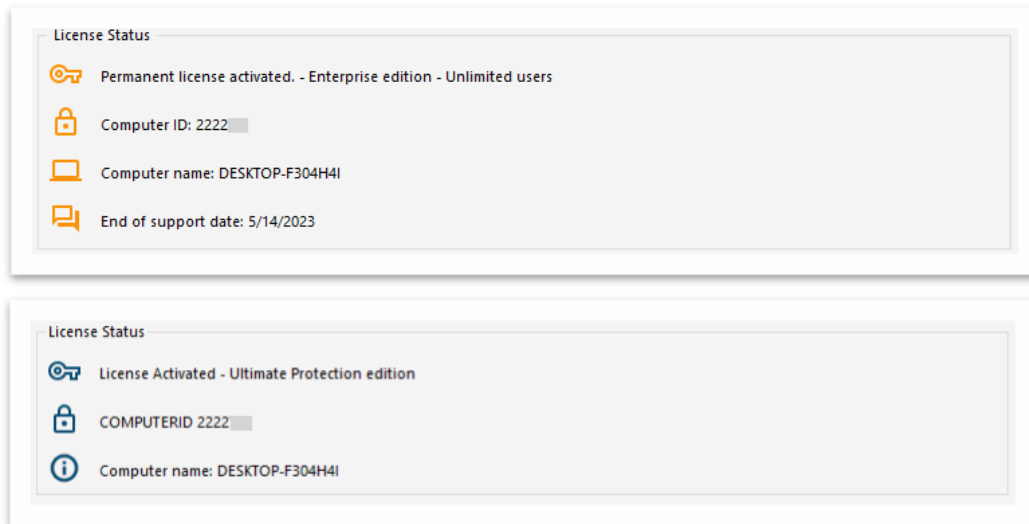 License Status
Permanent license activated. - Enterprise edition - Unlimited users
Computer ID: 2222
Computer name: DESKTOP-F304H4I
End of support date: 5/14/2023
License Status
License Activated - Ultimate Protection edition
COMPUTERID 2222
Computer name: DESKTOP-F304H4I